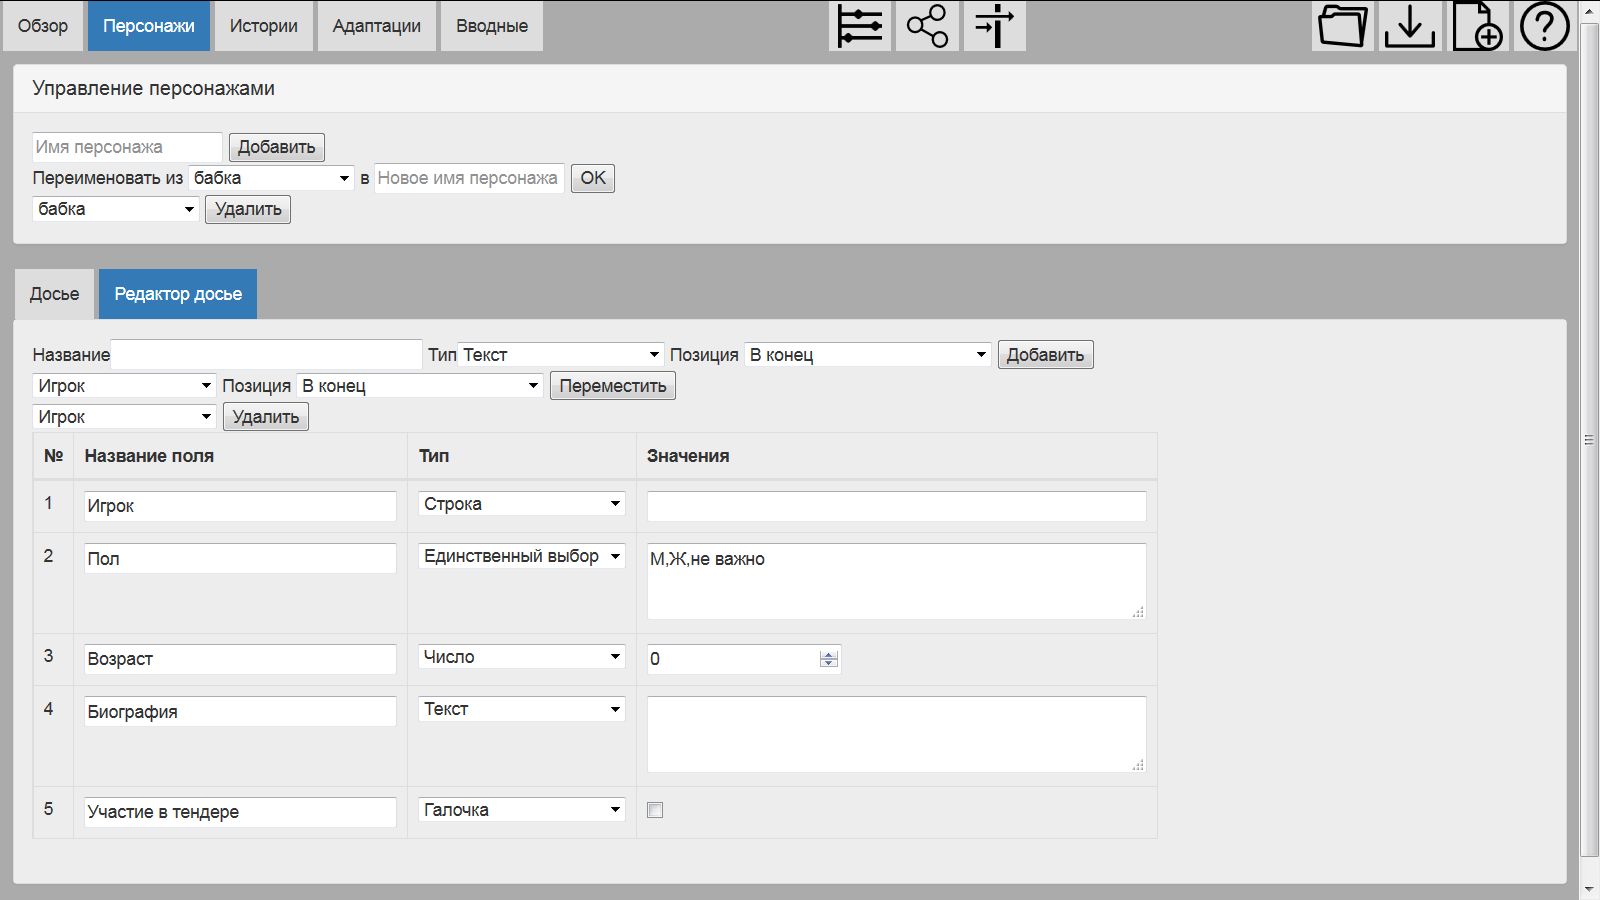 Обзор Персонажи Истории Адаптации Вводные
Управление персонажами
Имя персонажа Добавить
Переименовать из бабка в Новое имя персонажа OK
бабка Удалить
Досье Редактор досье
Название Тип Текст Позиция В конец Добавить
Игрок Позиция В конец Переместить
Игрок Удалить
№ Название поля Тип Значения
1 Игрок Строка
2 Пол Единственный выбор М,Ж,не важно
3 Возраст Число 0
4 Биография Текст
5 Участие в тендере Галочка